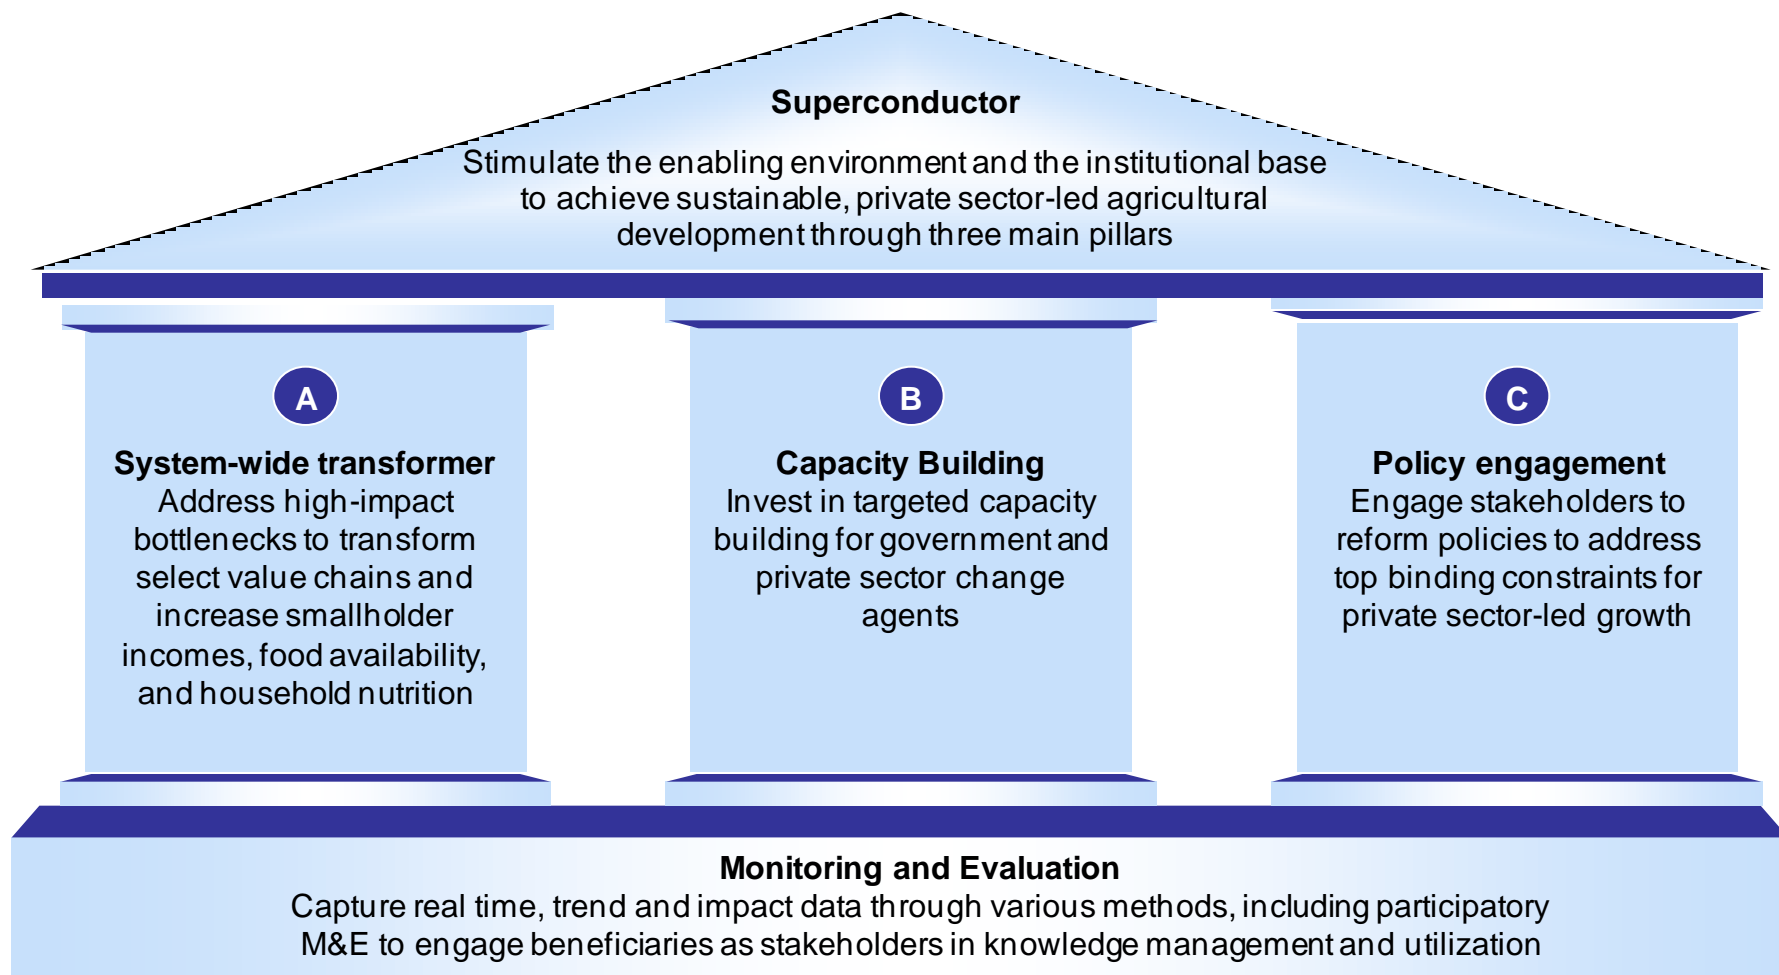 Superconductor
Stimulate the enabling environment and the institutional base
to achieve sustainable, private sector-led agricultural
development through three main pillars
A
System-wide transformer
Address high-impact
bottlenecks to transform
select value chains and
increase smallholder
incomes, food availability,
and household nutrition
B
Capacity Building
Invest in targeted capacity
building for government and
private sector change
agents
C
Policy engagement
Engage stakeholders to
reform policies to address
top binding constraints for
private sector-led growth
Monitoring and Evaluation
Capture real time, trend and impact data through various methods, including participatory
M&E to engage beneficiaries as stakeholders in knowledge management and utilization